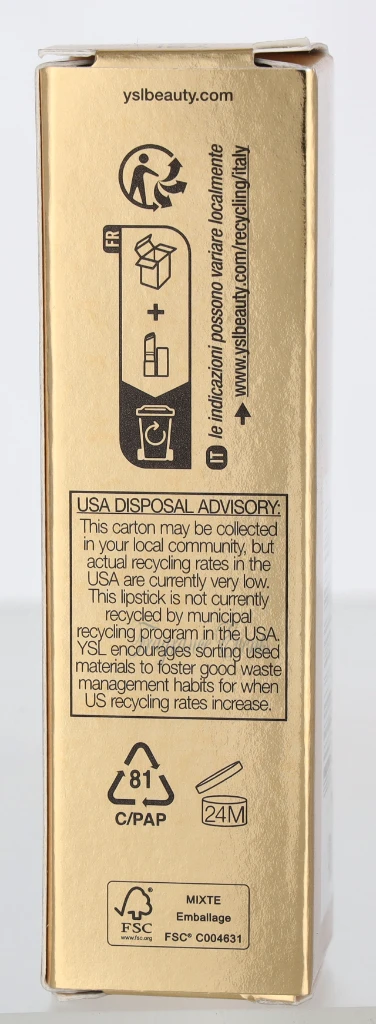 yslbeauty.com
FR
IT le indicazioni possono variare localmente
www.yslbeauty.com/recycling/italy
USA DISPOSAL ADVISORY:
This carton may be collected
in your local community, but
actual recycling rates in the
USA are currently very low.
This lipstick is not currently
recycled by municipal
recycling program in the USA.
YSL encourages sorting used
materials to foster good waste
management habits for when
US recycling rates increase.
81
C/PAP
24M
FSC
www.fsc.org
MIXTE
Emballage
FSC® C004631